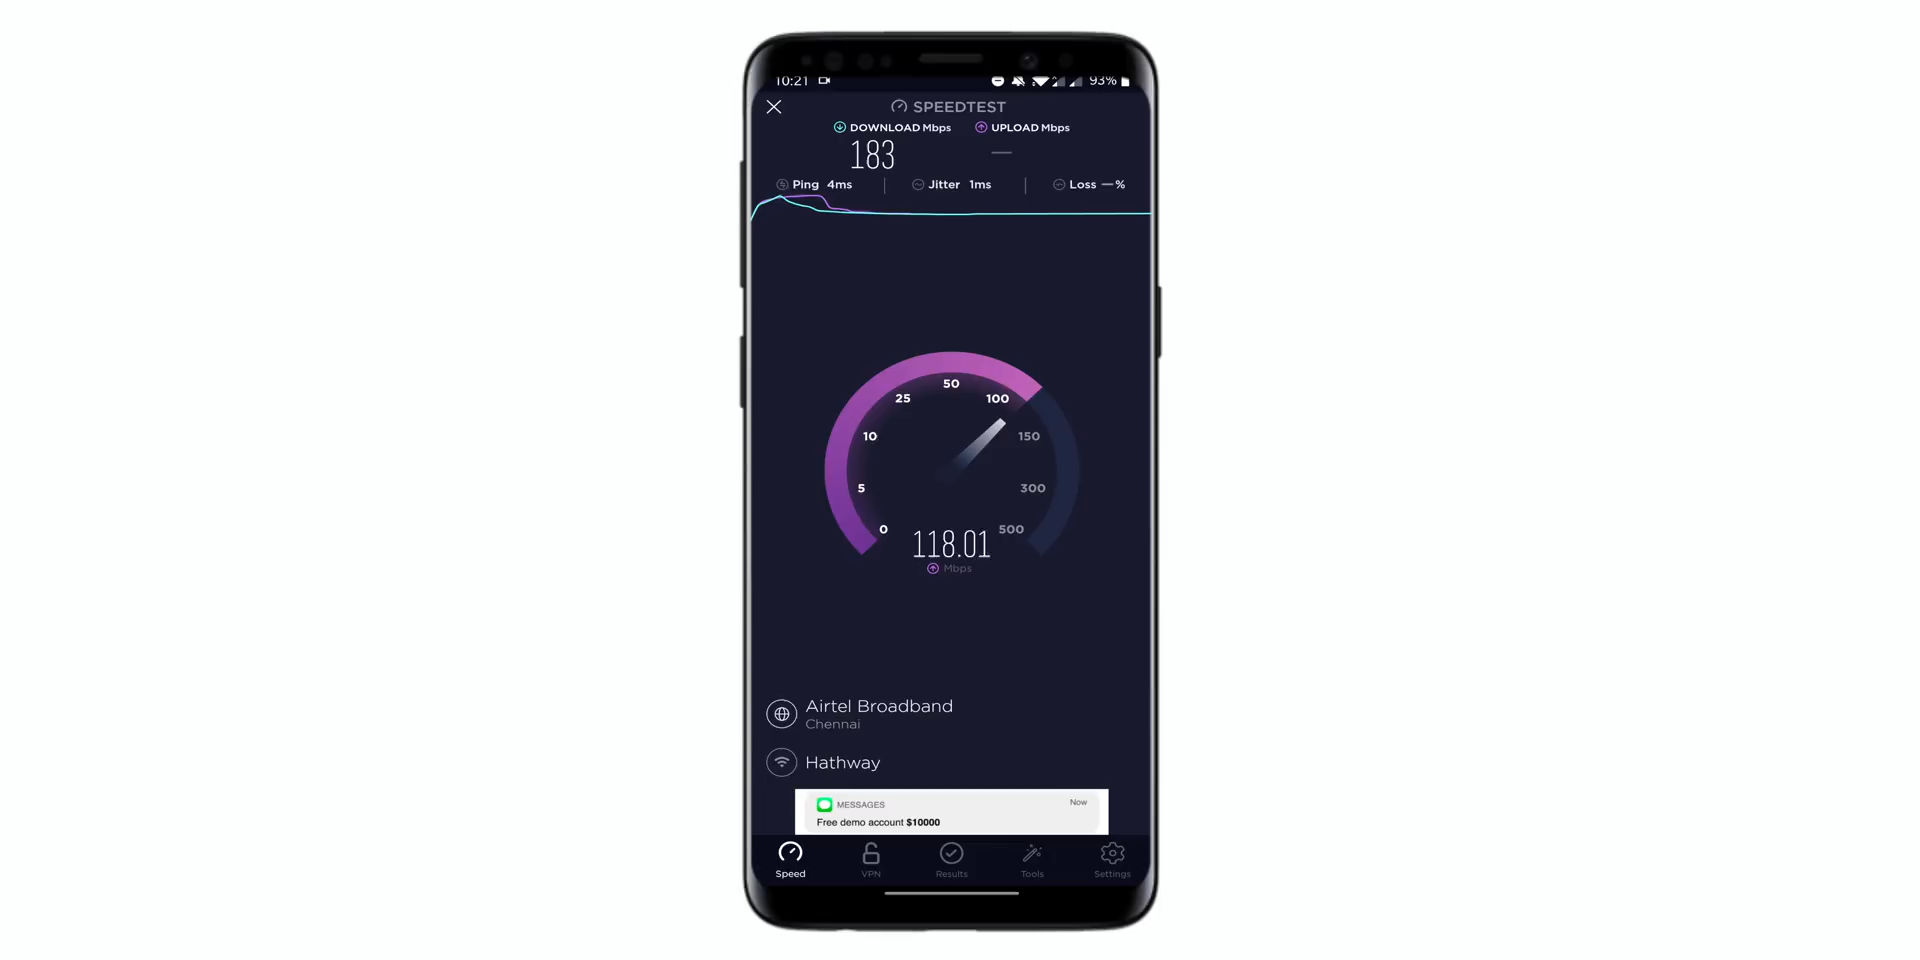 10:21 93%
SPEEDTEST
DOWNLOAD Mbps UPLOAD Mbps
183 —
Ping 4ms Jitter 1ms Loss — %
50
25 100
10 150
5 300
0 500
118.01
Mbps
Airtel Broadband
Chennai
Hathway
MESSAGES Now
Free demo account $10000
Speed VPN Results Tools Settings